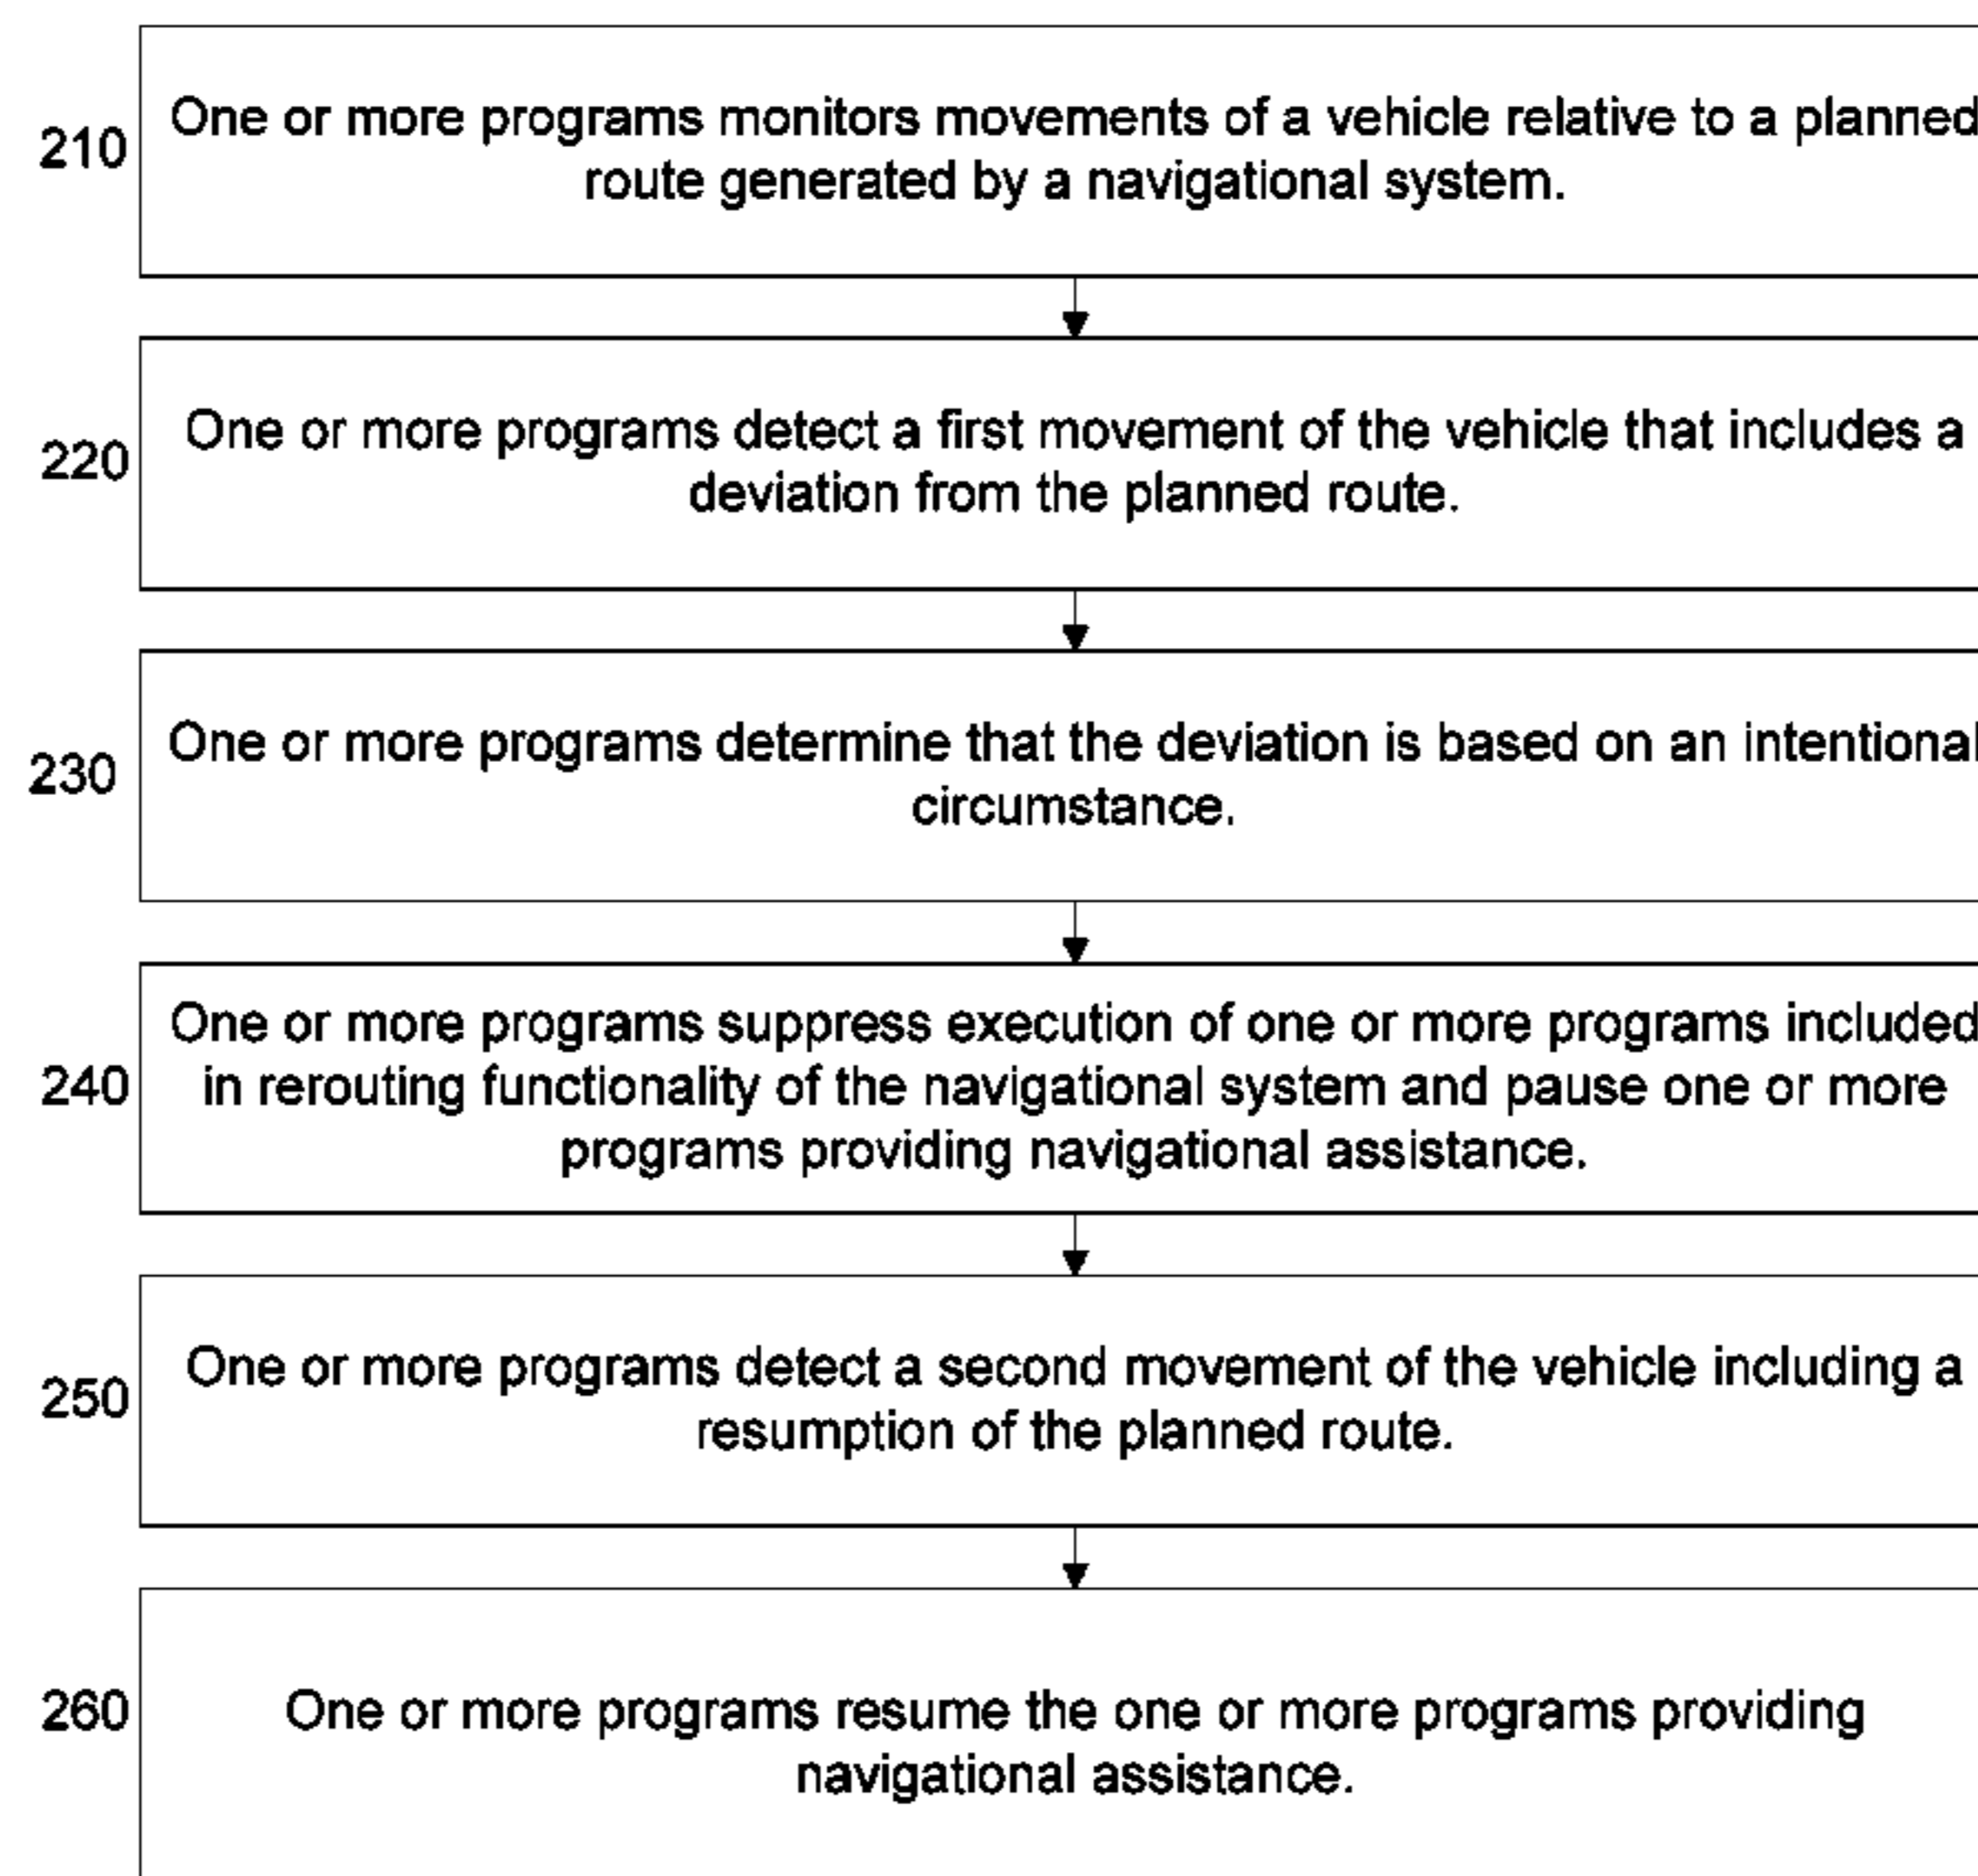 210
One or more programs monitors movements of a vehicle relative to a planned
route generated by a navigational system.
220
One or more programs detect a first movement of the vehicle that includes a
deviation from the planned route.
230
One or more programs determine that the deviation is based on an intentional
circumstance.
240
One or more programs suppress execution of one or more programs included
in rerouting functionality of the navigational system and pause one or more
programs providing navigational assistance.
250
One or more programs detect a second movement of the vehicle including a
resumption of the planned route.
260
One or more programs resume the one or more programs providing
navigational assistance.